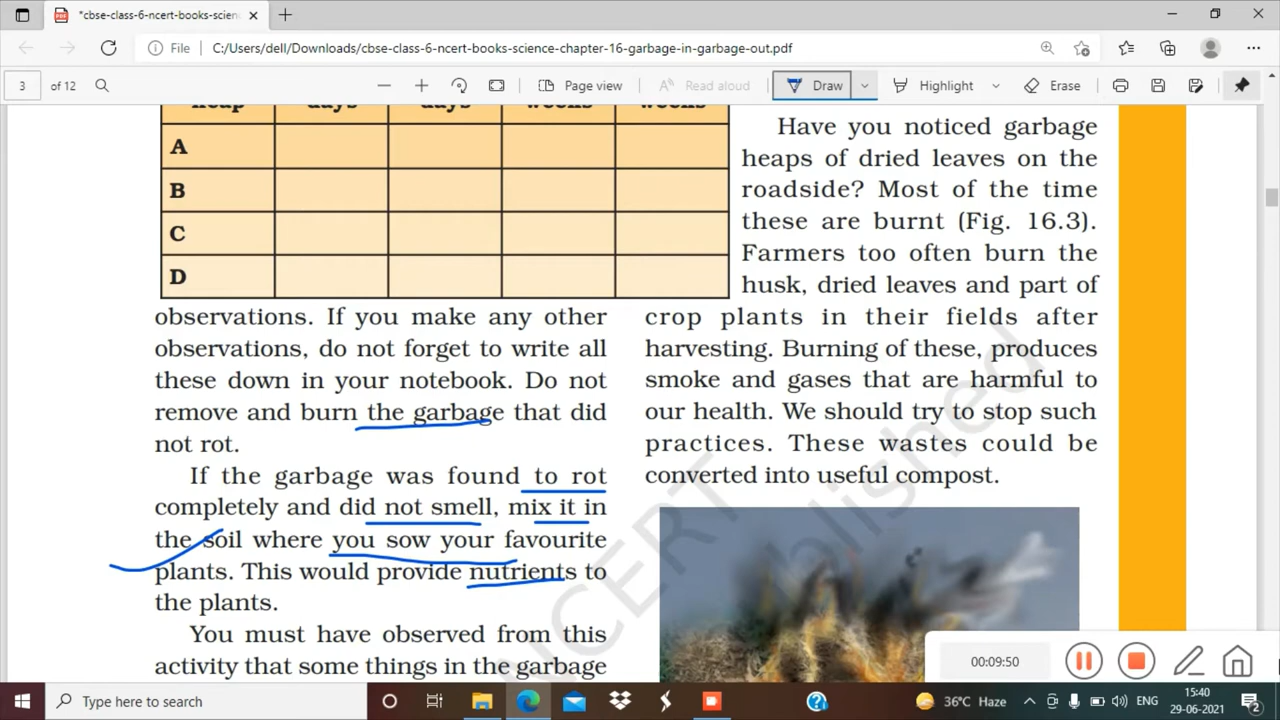 *cbse-class-6-ncert-books-scien
File
C:/Users/dell/Downloads/cbse-class-6-ncert-books-science-chapter-16-garbage-in-garbage-out.pdf
3 of 12
Page view
Read aloud
Draw
Highlight
Erase
heap days days weeks weeks
A
B
C
D
observations. If you make any other
observations, do not forget to write all
these down in your notebook. Do not
remove and burn the garbage that did
not rot.
If the garbage was found to rot
completely and did not smell, mix it in
the soil where you sow your favourite
plants. This would provide nutrients to
the plants.
You must have observed from this
activity that some things in the garbage
Have you noticed garbage
heaps of dried leaves on the
roadside? Most of the time
these are burnt (Fig. 16.3).
Farmers too often burn the
husk, dried leaves and part of
crop plants in their fields after
harvesting. Burning of these, produces
smoke and gases that are harmful to
our health. We should try to stop such
practices. These wastes could be
converted into useful compost.
NCERT
00:09:50
Type here to search
36°C Haze
ENG
15:40
29-06-2021
2